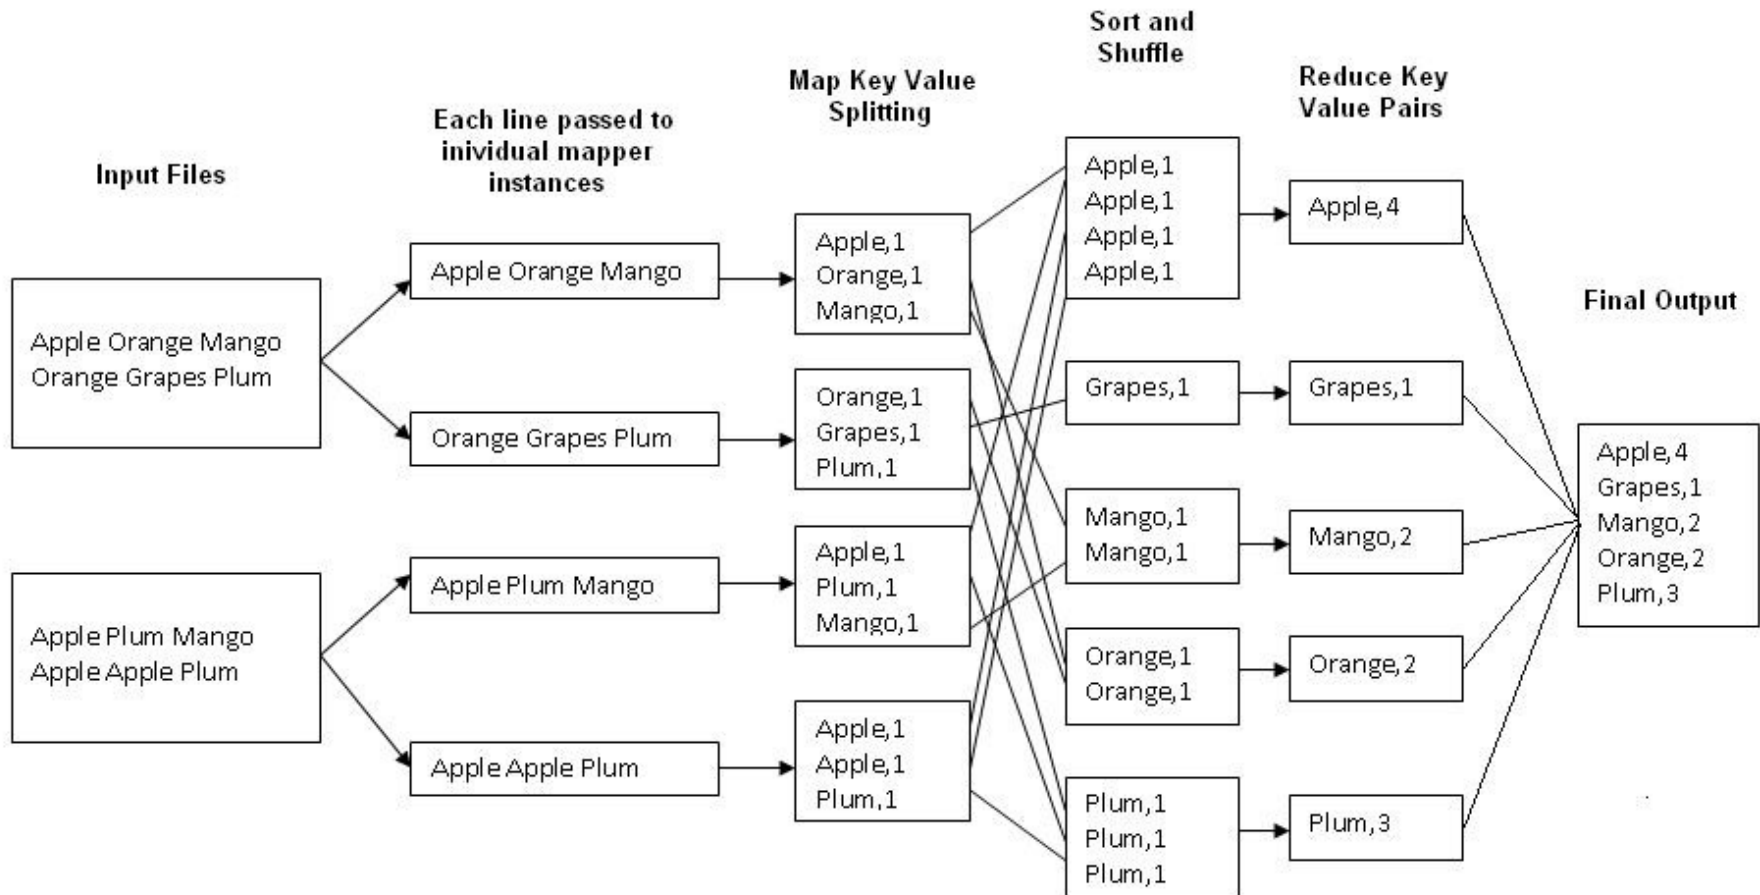 Input Files
Apple Orange Mango
Orange Grapes Plum
Apple Plum Mango
Apple Apple Plum
Each line passed to
inividual mapper
instances
Apple Orange Mango
Orange Grapes Plum
Apple Plum Mango
Apple Apple Plum
Map Key Value
Splitting
Apple,1
Orange,1
Mango,1
Orange,1
Grapes,1
Plum,1
Apple,1
Plum,1
Mango,1
Apple,1
Apple,1
Plum,1
Sort and
Shuffle
Apple,1
Apple,1
Apple,1
Apple,1
Grapes,1
Mango,1
Mango,1
Orange,1
Orange,1
Plum,1
Plum,1
Plum,1
Reduce Key
Value Pairs
Apple,4
Grapes,1
Mango,2
Orange,2
Plum,3
Final Output
Apple,4
Grapes,1
Mango,2
Orange,2
Plum,3